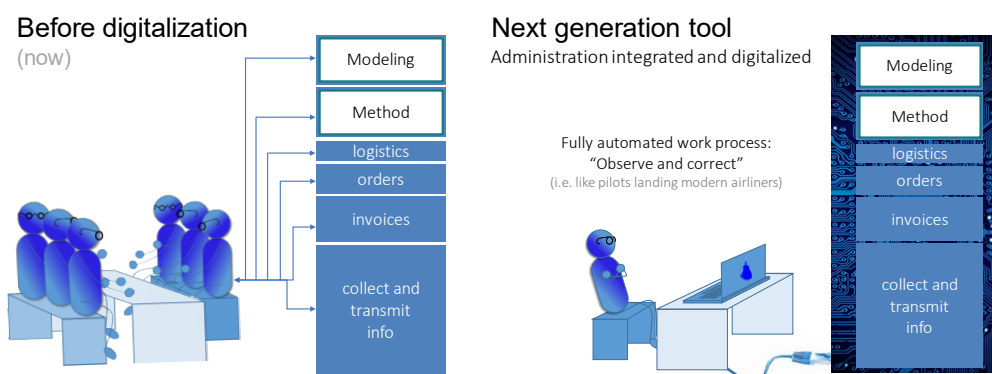 Before digitalization
(now)
Modeling
Method
logistics
orders
invoices
collect and
transmit
info
Next generation tool
Administration integrated and digitalized
Fully automated work process:
“Observe and correct”
(i.e. like pilots landing modern airliners)
Modeling
Method
logistics
orders
invoices
collect and
transmit
info